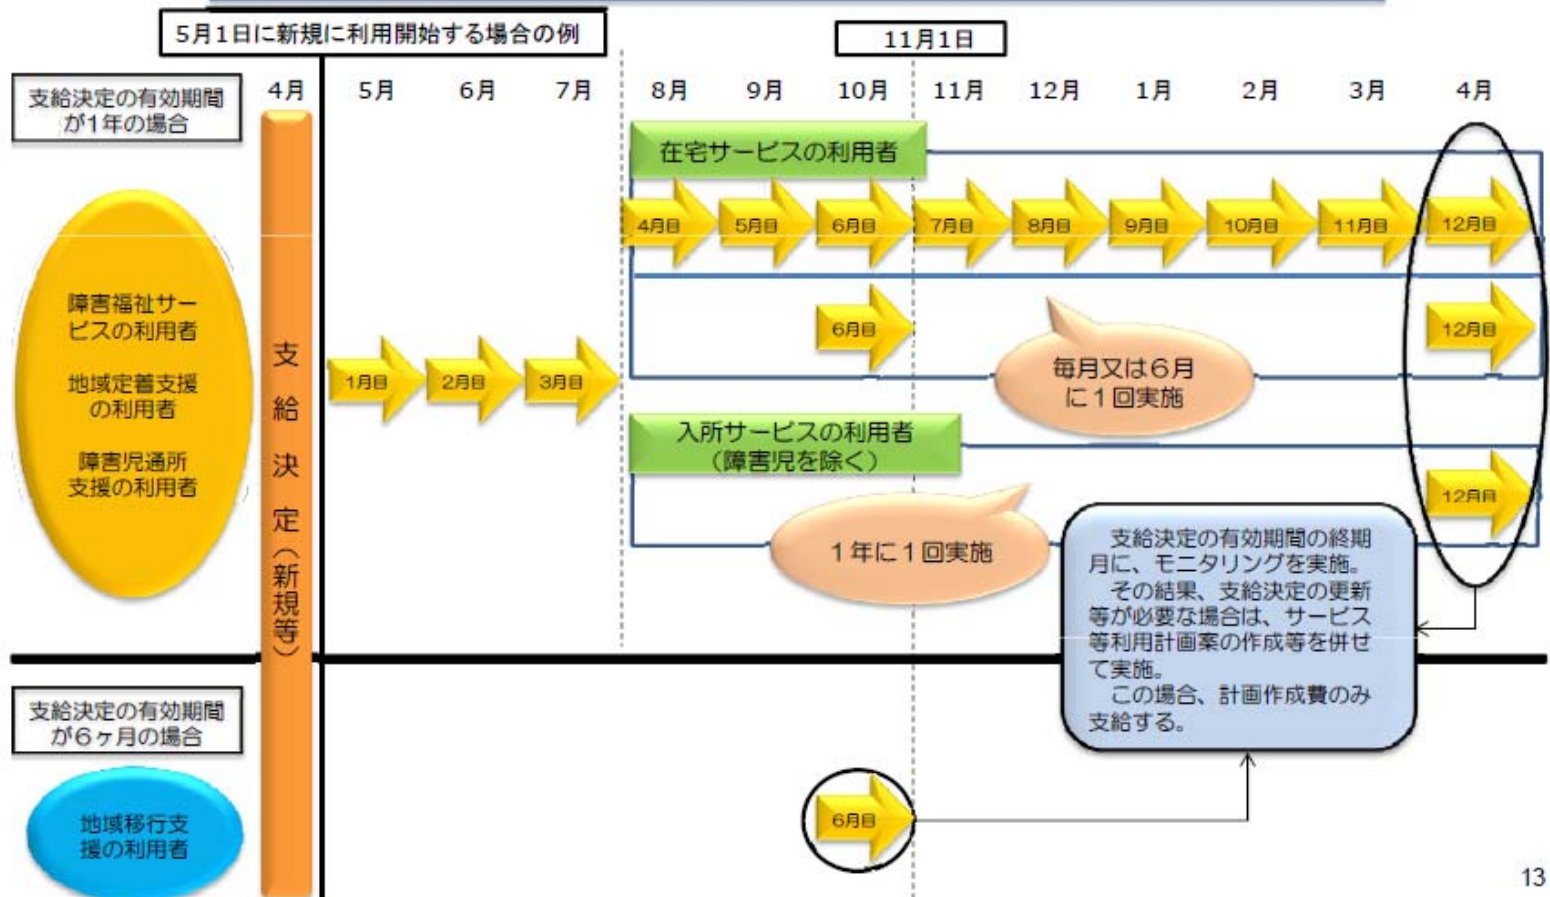 5月1日に新規に利用開始する場合の例
11月1日
支給決定の有効期間
が1年の場合
4月
5月
6月
7月
8月
9月
10月
11月
12月
1月
2月
3月
4月
在宅サービスの利用者
4月目
5月目
6月目
7月目
8月目
9月目
10月目
11月目
12月目
障害福祉サー
ビスの利用者
地域定着支援
の利用者
障害児通所
支援の利用者
支給決定（新規等）
1月目
2月目
3月目
6月目
12月目
毎月又は６月
に１回実施
入所サービスの利用者
（障害児を除く）
12月目
１年に１回実施
支給決定の有効期間の終期
月に、モニタリングを実施。
その結果、支給決定の更新
等が必要な場合は、サービス
等利用計画案の作成等を併せ
て実施。
この場合、計画作成費のみ
支給する。
支給決定の有効期間
が6ヶ月の場合
地域移行支
援の利用者
6月目
13